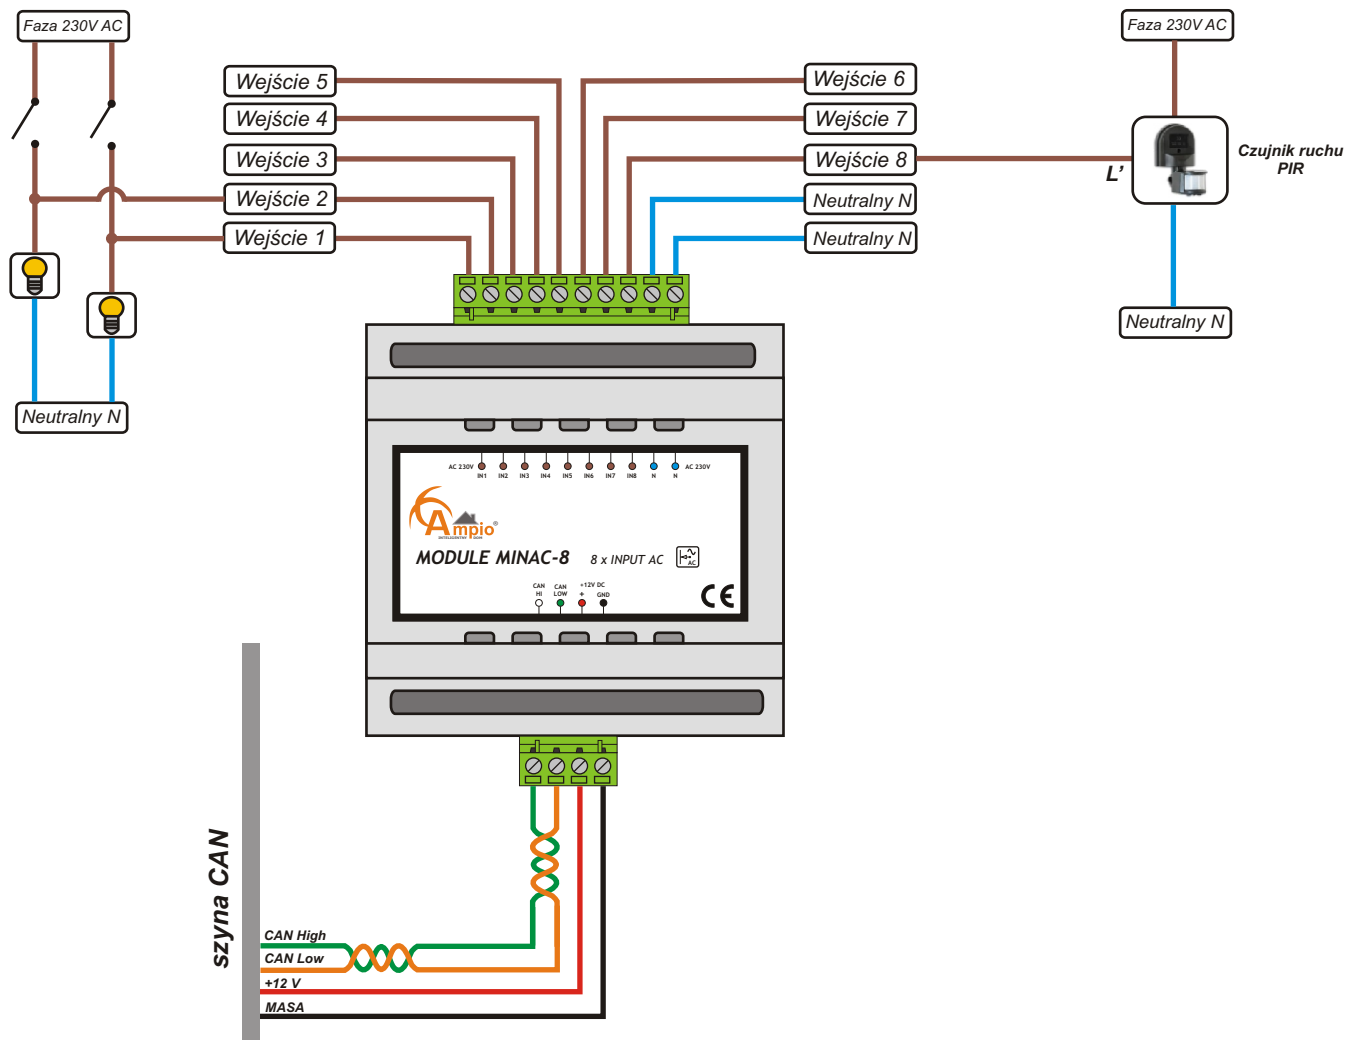 Faza 230V AC
Faza 230V AC
Wejście 5
Wejście 4
Wejście 3
Wejście 2
Wejście 1
Wejście 6
Wejście 7
Wejście 8
Neutralny N
Neutralny N
L’
Czujnik ruchu
PIR
Neutralny N
Neutralny N
AC 230V
IN1 IN2 IN3 IN4 IN5 IN6 IN7 IN8 N N
AC 230V
Ampio®
INTELIGENTNY DOM
MODULE MINAC-8
8 x INPUT AC
AC
CAN HI
CAN LOW
+12V DC
+
GND
CE
szyna CAN
CAN High
CAN Low
+12 V
MASA